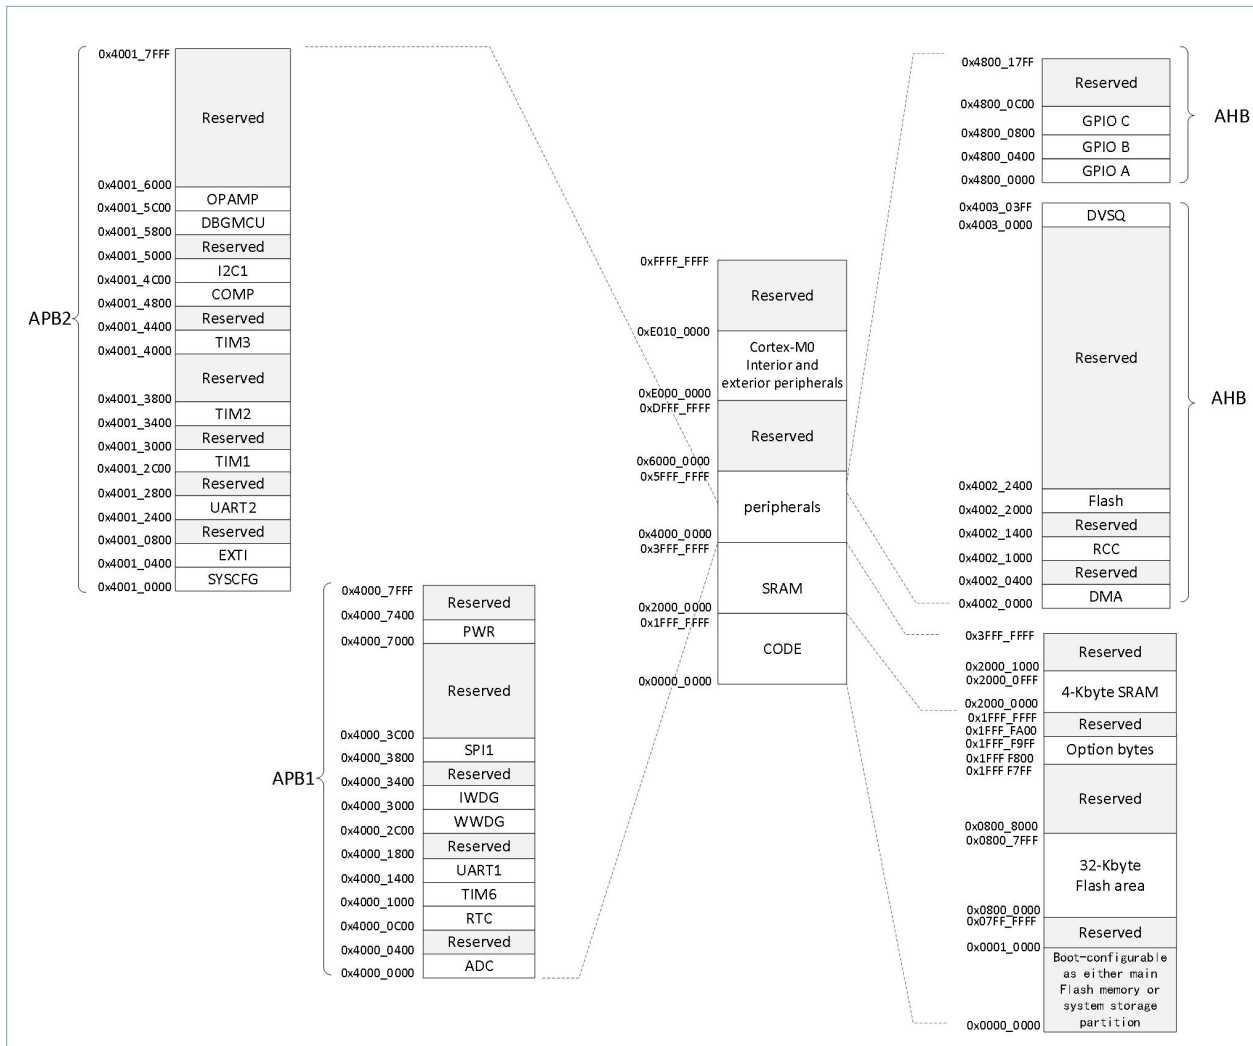 0x4001_7FFF
Reserved
0x4001_6000
OPAMP
0x4001_5C00
DBGMCU
0x4001_5800
Reserved
0x4001_5000
I2C1
0x4001_4C00
COMP
0x4001_4800
Reserved
0x4001_4400
TIM3
0x4001_4000
Reserved
0x4001_3800
TIM2
0x4001_3400
Reserved
0x4001_3000
TIM1
0x4001_2C00
Reserved
0x4001_2800
UART2
0x4001_2400
Reserved
0x4001_0800
EXTI
0x4001_0400
SYSCFG
0x4001_0000
APB2
0x4000_7FFF
Reserved
0x4000_7400
PWR
0x4000_7000
Reserved
0x4000_3C00
SPI1
0x4000_3800
Reserved
0x4000_3400
IWDG
0x4000_3000
WWDG
0x4000_2C00
Reserved
0x4000_1800
UART1
0x4000_1400
TIM6
0x4000_1000
RTC
0x4000_0C00
Reserved
0x4000_0400
ADC
0x4000_0000
APB1
0xFFFF_FFFF
Reserved
0xE010_0000
Cortex-M0
Interior and
exterior peripherals
0xE000_0000
0xDFFF_FFFF
Reserved
0x6000_0000
0x5FFF_FFFF
peripherals
0x4000_0000
0x3FFF_FFFF
SRAM
0x2000_0000
0x1FFF_FFFF
CODE
0x0000_0000
0x4800_17FF
Reserved
0x4800_0C00
GPIO C
0x4800_0800
GPIO B
0x4800_0400
GPIO A
0x4800_0000
AHB
0x4003_03FF
DVSQ
0x4003_0000
Reserved
0x4002_2400
Flash
0x4002_2000
Reserved
0x4002_1400
RCC
0x4002_1000
Reserved
0x4002_0400
DMA
0x4002_0000
AHB
0x3FFF_FFFF
Reserved
0x2000_1000
0x2000_0FFF
4-Kbyte SRAM
0x2000_0000
0x1FFF_FFFF
Reserved
0x1FFF_FA00
0x1FFF_F9FF
Option bytes
0x1FFF F800
0x1FFF F7FF
Reserved
0x0800_8000
0x0800_7FFF
32-Kbyte
Flash area
0x0800_0000
0x07FF_FFFF
Reserved
0x0001_0000
Boot-configurable
as either main
Flash memory or
system storage
partition
0x0000_0000